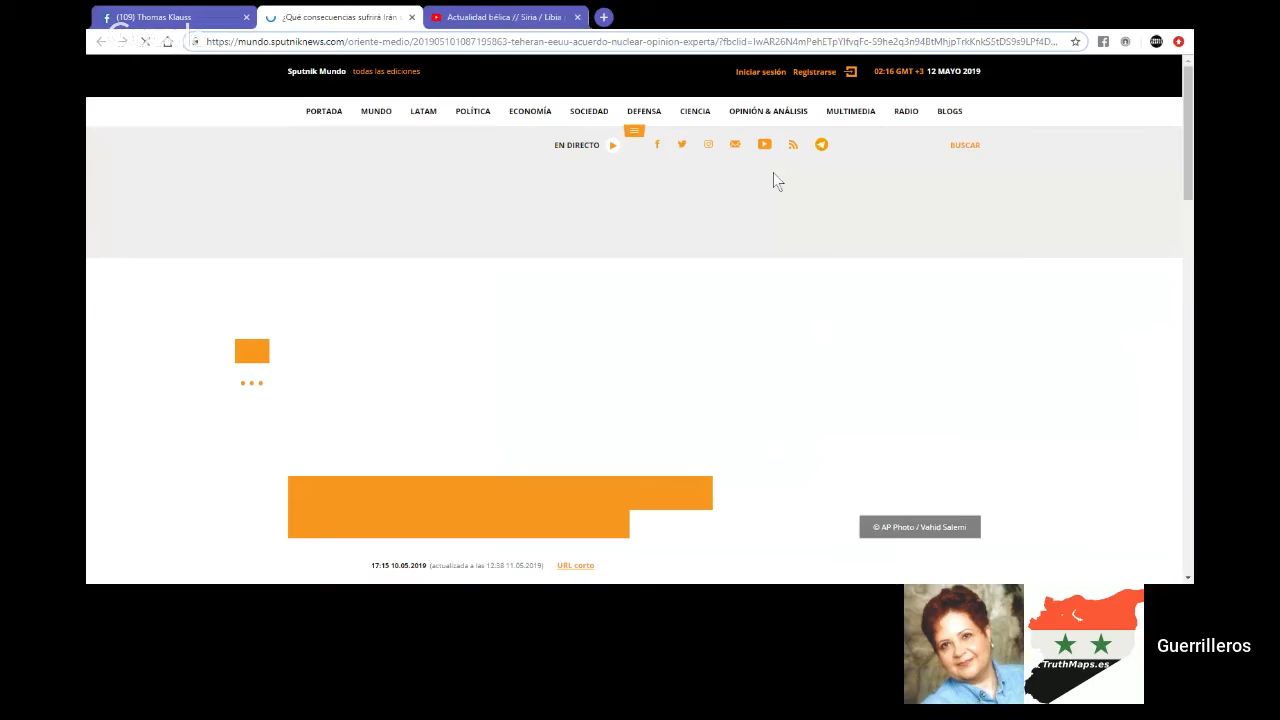 (109) Thomas Klauss
¿Qué consecuencias sufrirá Irán
Actualidad bélica // Siria / Libia
https://mundo.sputniknews.com/oriente-medio/201905101087195863-teheran-eeuu-acuerdo-nuclear-opinion-experta/?fbclid=
Sputnik Mundo todas las ediciones
Iniciar sesión Registrarse 02:16 GMT +3 12 MAYO 2019
PORTADA MUNDO LATAM POLÍTICA ECONOMÍA SOCIEDAD DEFENSA CIENCIA OPINIÓN & ANÁLISIS MULTIMEDIA RADIO BLOGS
EN DIRECTO
BUSCAR
© AP Photo / Vahid Salemi
17:15 10.05.2019 (actualizada a las 12:38 11.05.2019) URL corto
TruthMaps.es
Guerrilleros